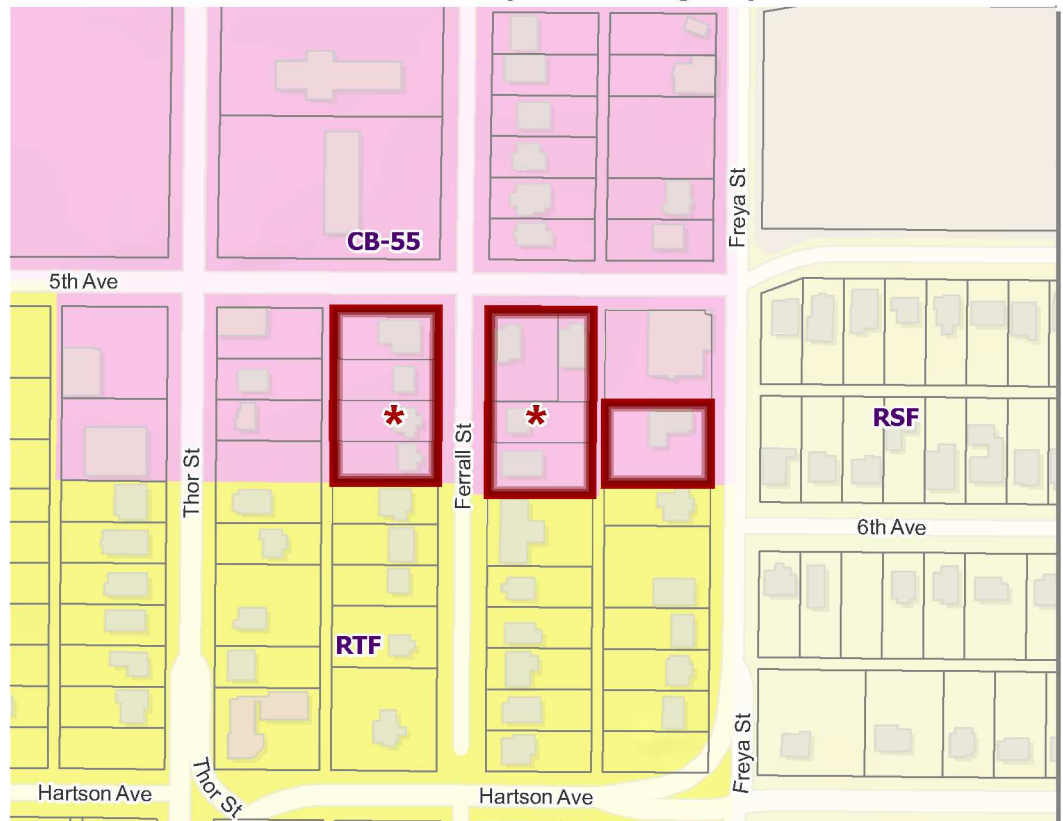 Freya St
CB-55
5th Ave
*
*
RSF
Thor St
Ferrall St
6th Ave
RTF
Freya St
Thor St
Hartson Ave
Hartson Ave